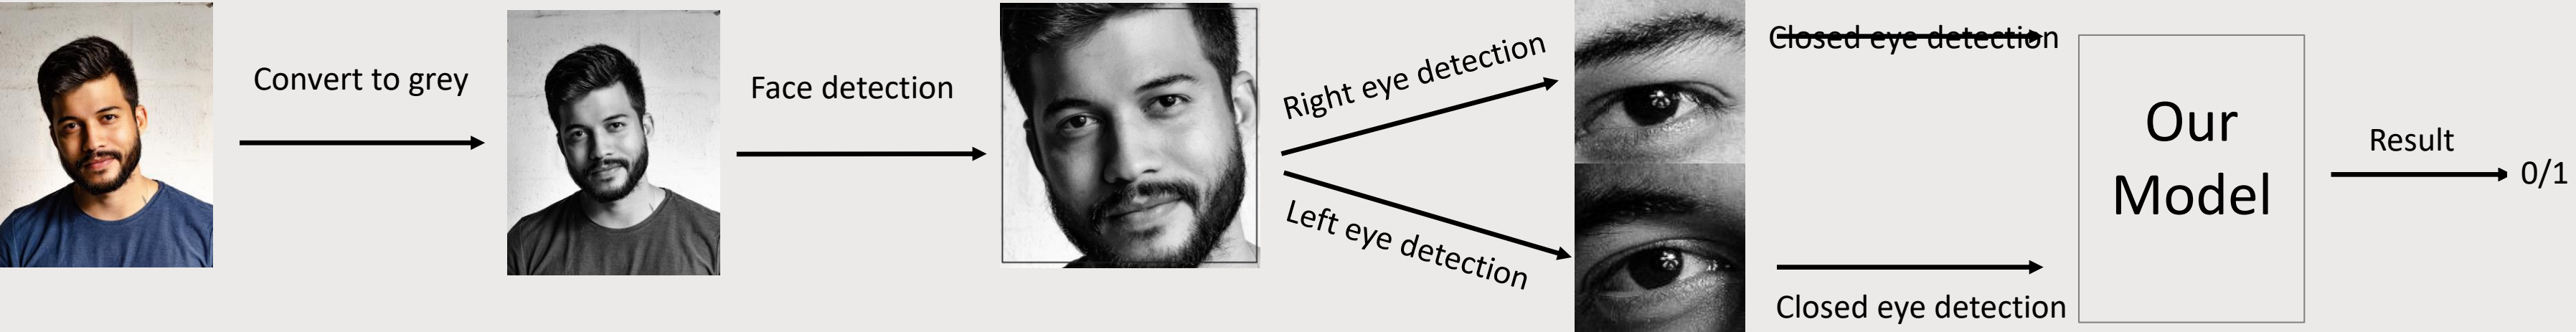 Convert to grey
Face detection
Right eye detection
Left eye detection
Closed eye detection
Closed eye detection
Our
Model
Result
0/1